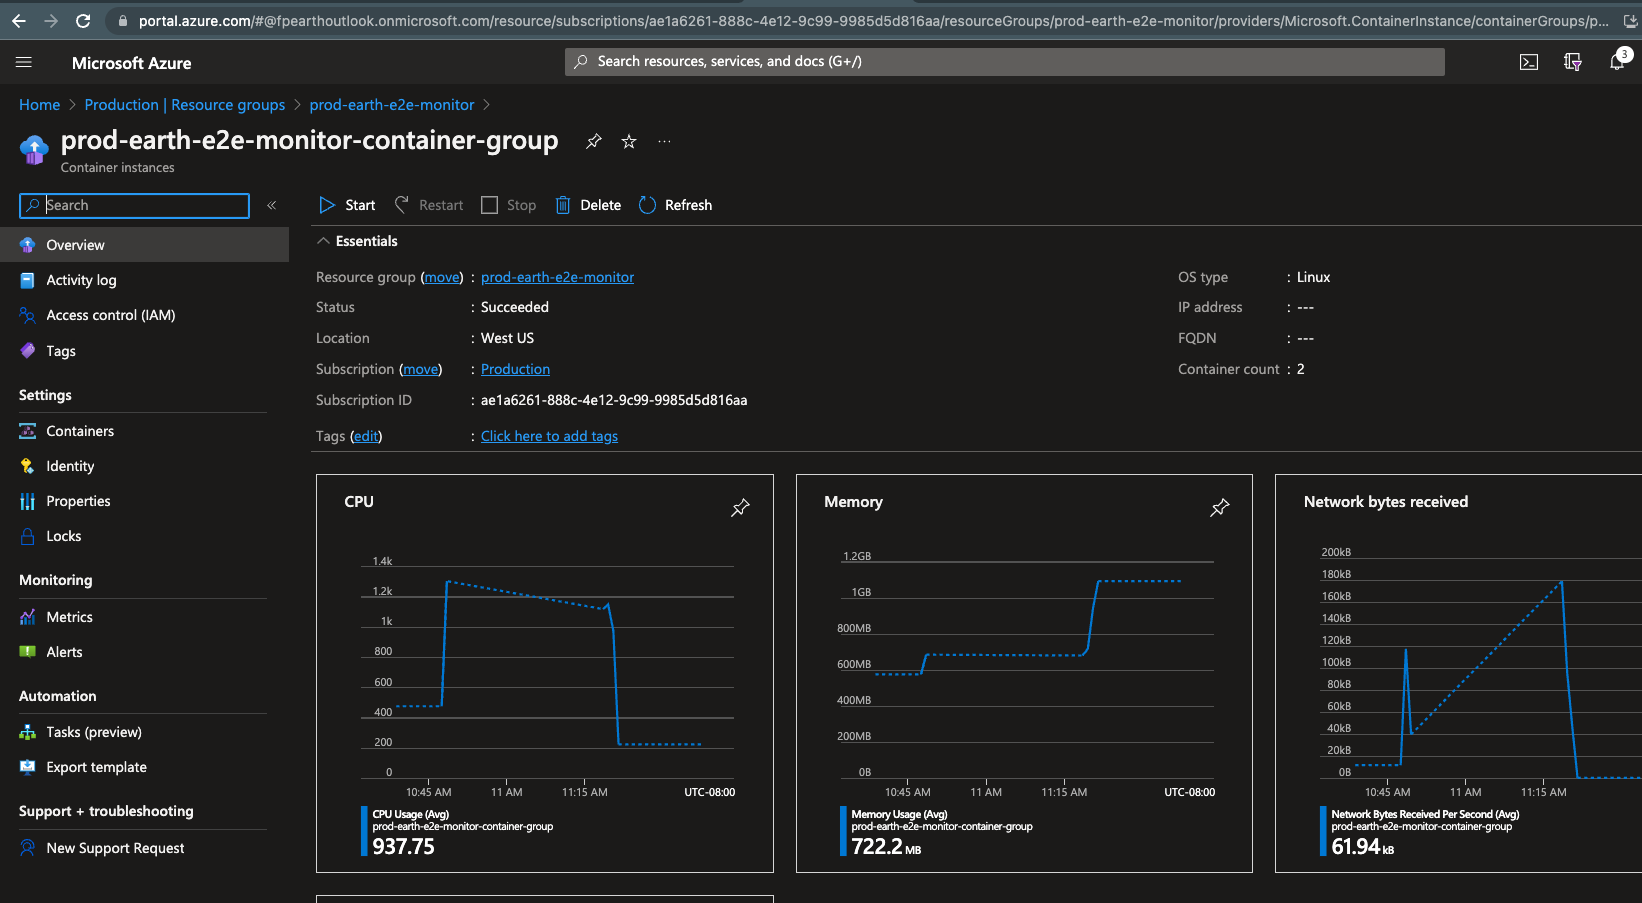 portal.azure.com/#@fpearthoutlook.onmicrosoft.com/resource/subscriptions/ae1a6261-888c-4e12-9c99-9985d5d816aa/resourceGroups/prod-earth-e2e-monitor/providers/Microsoft.ContainerInstance/containerGroups/p...
Microsoft Azure
Search resources, services, and docs (G+/)
3
Home > Production | Resource groups > prod-earth-e2e-monitor >
prod-earth-e2e-monitor-container-group
...
Container instances
Search
«
Overview
Activity log
Access control (IAM)
Tags
Settings
Containers
Identity
Properties
Locks
Monitoring
Metrics
Alerts
Automation
Tasks (preview)
Export template
Support + troubleshooting
New Support Request
Start Restart Stop Delete Refresh
Essentials
Resource group (move) : prod-earth-e2e-monitor
Status : Succeeded
Location : West US
Subscription (move) : Production
Subscription ID : ae1a6261-888c-4e12-9c99-9985d5d816aa
Tags (edit) : Click here to add tags
OS type : Linux
IP address : ---
FQDN : ---
Container count : 2
CPU
1.4k
1.2k
1k
800
600
400
200
0
10:45 AM 11 AM 11:15 AM UTC-08:00
CPU Usage (Avg)
prod-earth-e2e-monitor-container-group
937.75
Memory
1.2GB
1GB
800MB
600MB
400MB
200MB
0B
10:45 AM 11 AM 11:15 AM UTC-08:00
Memory Usage (Avg)
prod-earth-e2e-monitor-container-group
722.2 MB
Network bytes received
200kB
180kB
160kB
140kB
120kB
100kB
80kB
60kB
40kB
20kB
0B
10:45 AM 11 AM 11:15 AM
Network Bytes Received Per Second (Avg)
prod-earth-e2e-monitor-container-group
61.94 kB